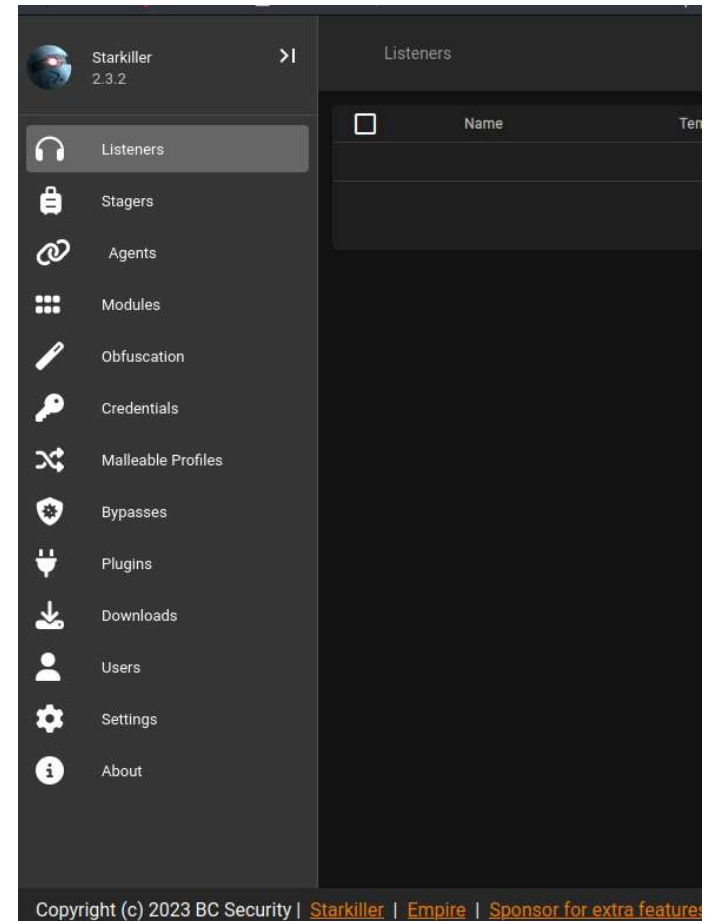 Starkiller
2.3.2
Listeners
Name
Listeners
Stagers
Agents
Modules
Obfuscation
Credentials
Malleable Profiles
Bypasses
Plugins
Downloads
Users
Settings
About
Copyright (c) 2023 BC Security | Starkiller | Empire | Sponsor for extra features